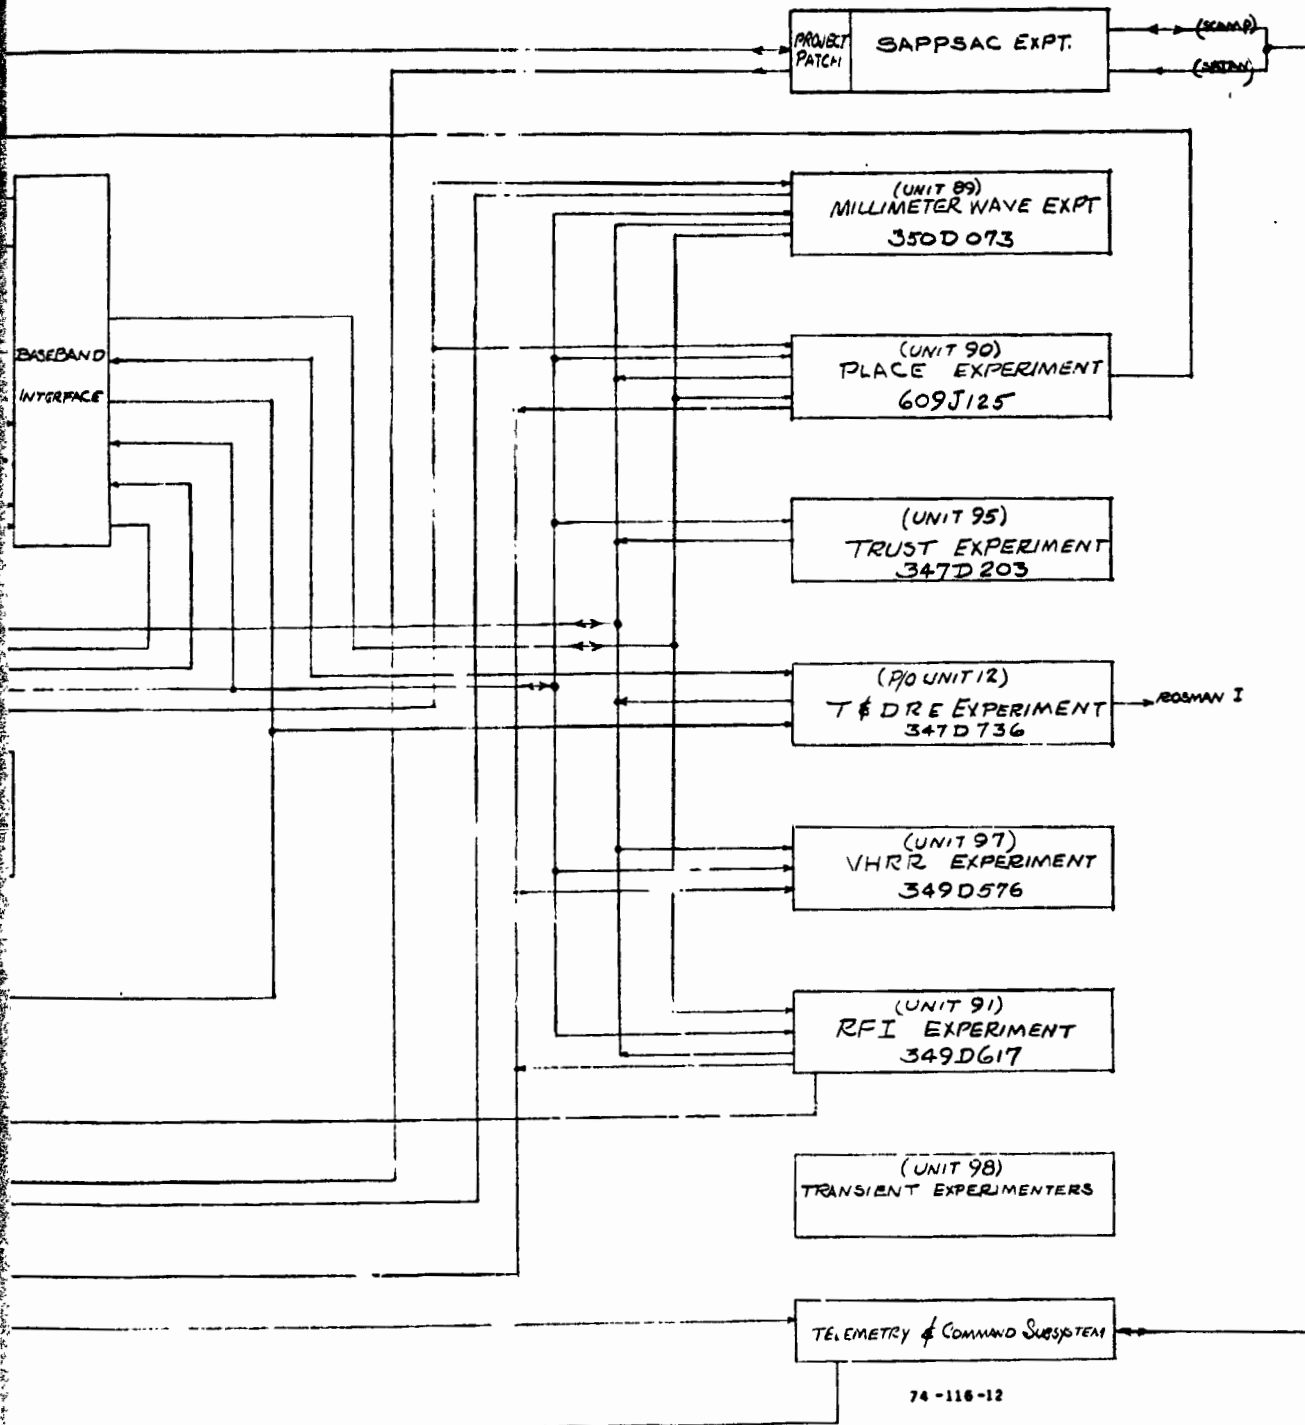 PROJECT
PATCH
SAPPSAC EXPT.
(SCAMP)
(SATAN)
(UNIT 89)
MILLIMETER WAVE EXPT
350D073
BASEBAND
INTERFACE
(UNIT 90)
PLACE EXPERIMENT
609J125
(UNIT 95)
TRUST EXPERIMENT
347D203
(P/O UNIT 12)
T & DRE EXPERIMENT
347D736
ROSMAN I
(UNIT 97)
VHRR EXPERIMENT
349D576
(UNIT 91)
RFI EXPERIMENT
349D617
(UNIT 98)
TRANSIENT EXPERIMENTERS
TELEMETRY & COMMAND SUBSYSTEM
74-116-12